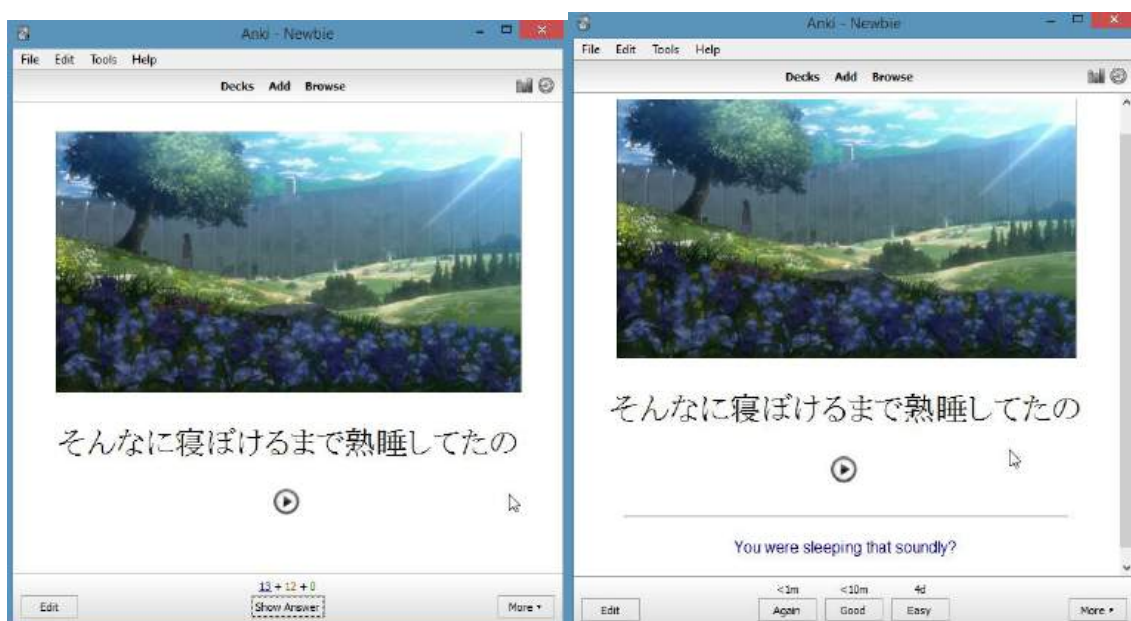 Anki - Newbie
File Edit Tools Help
Decks Add Browse
そんなに寝ぼけるまで熟睡してたの
13 + 12 + 0
Edit
Show Answer
More
Anki - Newbie
File Edit Tools Help
Decks Add Browse
そんなに寝ぼけるまで熟睡してたの
You were sleeping that soundly?
<1m <10m 4d
Edit
Again Good Easy
More